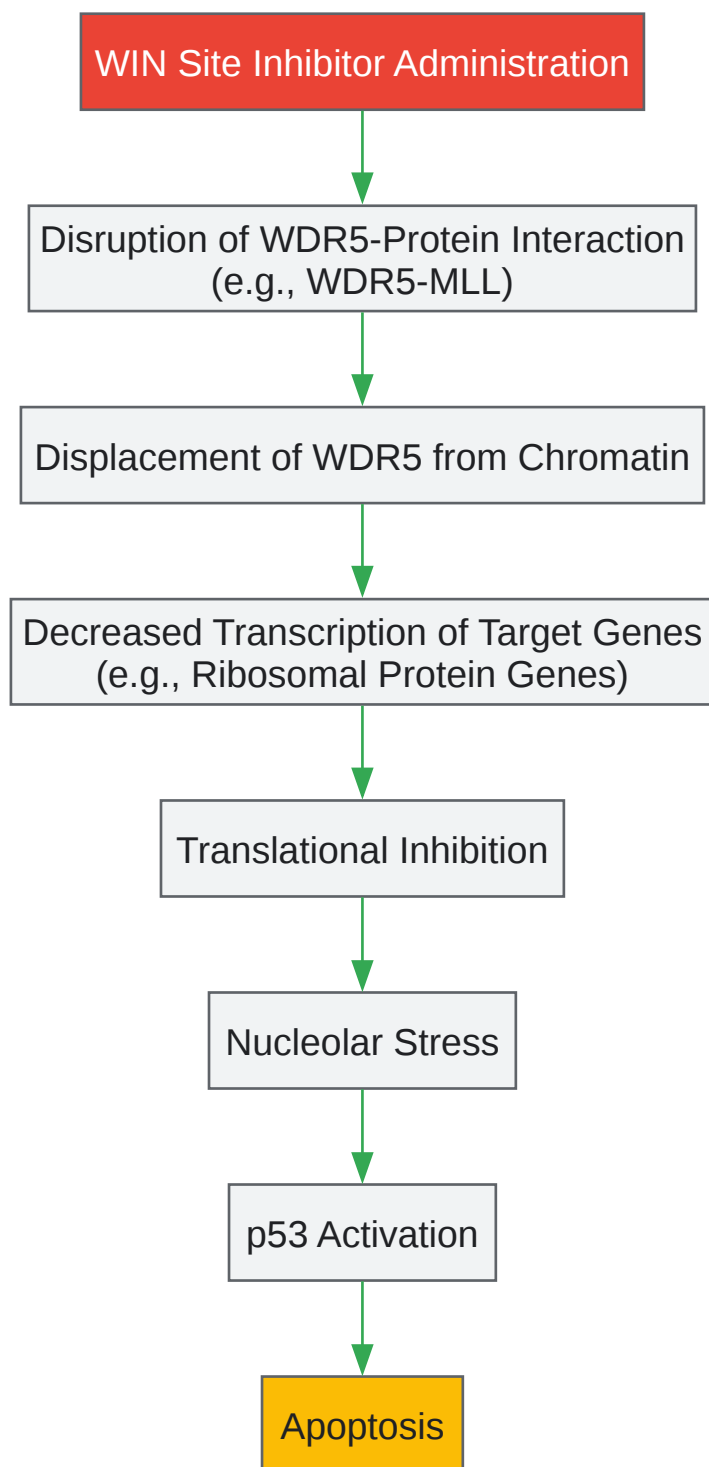 WIN Site Inhibitor Administration
Disruption of WDR5-Protein Interaction
(e.g., WDR5-MLL)
Displacement of WDR5 from Chromatin
Decreased Transcription of Target Genes
(e.g., Ribosomal Protein Genes)
Translational Inhibition
Nucleolar Stress
p53 Activation
Apoptosis